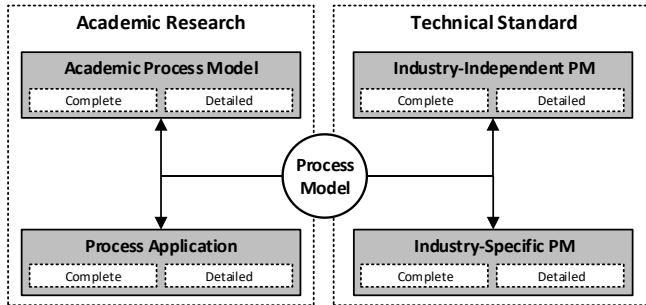 Academic Research
Technical Standard
Academic Process Model
Complete
Detailed
Industry-Independent PM
Complete
Detailed
Process
Model
Process Application
Complete
Detailed
Industry-Specific PM
Complete
Detailed